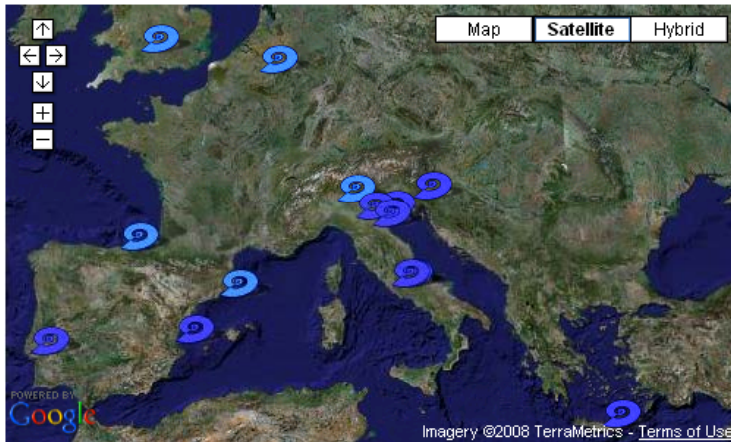 Map Satellite Hybrid
POWERED BY
Google
Imagery ©2008 TerraMetrics - Terms of Use